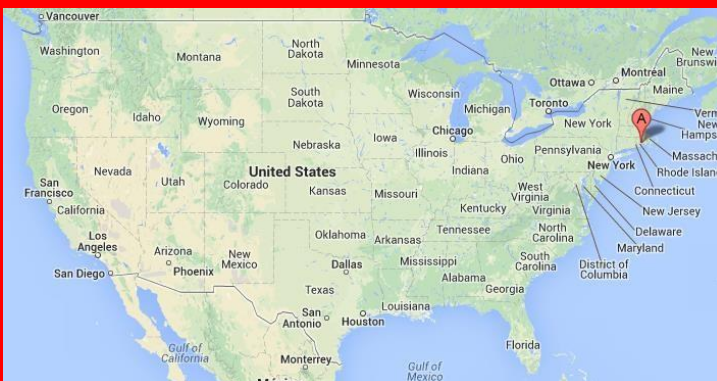 Vancouver
Washington
Montana
North
Dakota
Minnesota
Ottawa
Montréal
New
Brunswi
Maine
Oregon
Idaho
Wyoming
South
Dakota
Wisconsin
Michigan
Toronto
A
Verm
New
Hamps
New York
Massach
Rhode Island
Connecticut
Nebraska
Iowa
Chicago
Illinois
Indiana
Ohio
Pennsylvania
New York
Nevada
Utah
Colorado
United States
Kansas
Missouri
West
Virginia
Virginia
Kentucky
New Jersey
Delaware
Maryland
District of
Columbia
San
Francisco
California
Los
Angeles
San Diego
Arizona
Phoenix
New
Mexico
Oklahoma
Arkansas
Tennessee
North
Carolina
South
Carolina
Dallas
Texas
Mississippi
Alabama
Georgia
Louisiana
San
Antonio
Houston
Florida
Gulf of
California
Monterrey
Gulf of
Mexico